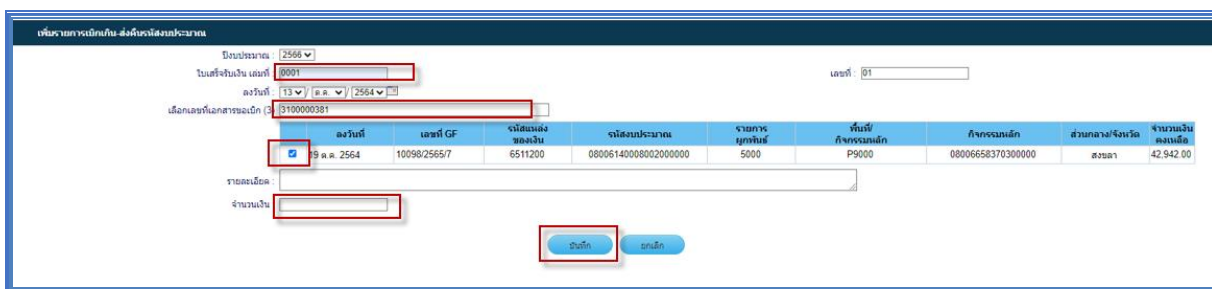 เพิ่มรายการเบิกเกิน-ส่งคืนรหัสงบประมาณ
ปีงบประมาณ : 2566
ใบเสร็จรับเงิน เล่มที่ : 0001 เลขที่ : 01
ลงวันที่ : 13 / ต.ค. / 2564
เลือกเลขที่เอกสารขอเบิก (3) 3100000381
ลงวันที่ เลขที่ GF รหัสแหล่งของเงิน รหัสงบประมาณ รายการผูกพันธ์ พื้นที่/กิจกรรมหลัก กิจกรรมหลัก ส่วนกลาง/จังหวัด จำนวนเงินคงเหลือ
19 ต.ค. 2564 10098/2565/7 6511200 08006140008002000000 5000 P9000 08006658370300000 สงขลา 42,942.00
รายละเอียด :
จำนวนเงิน :
บันทึก ยกเลิก